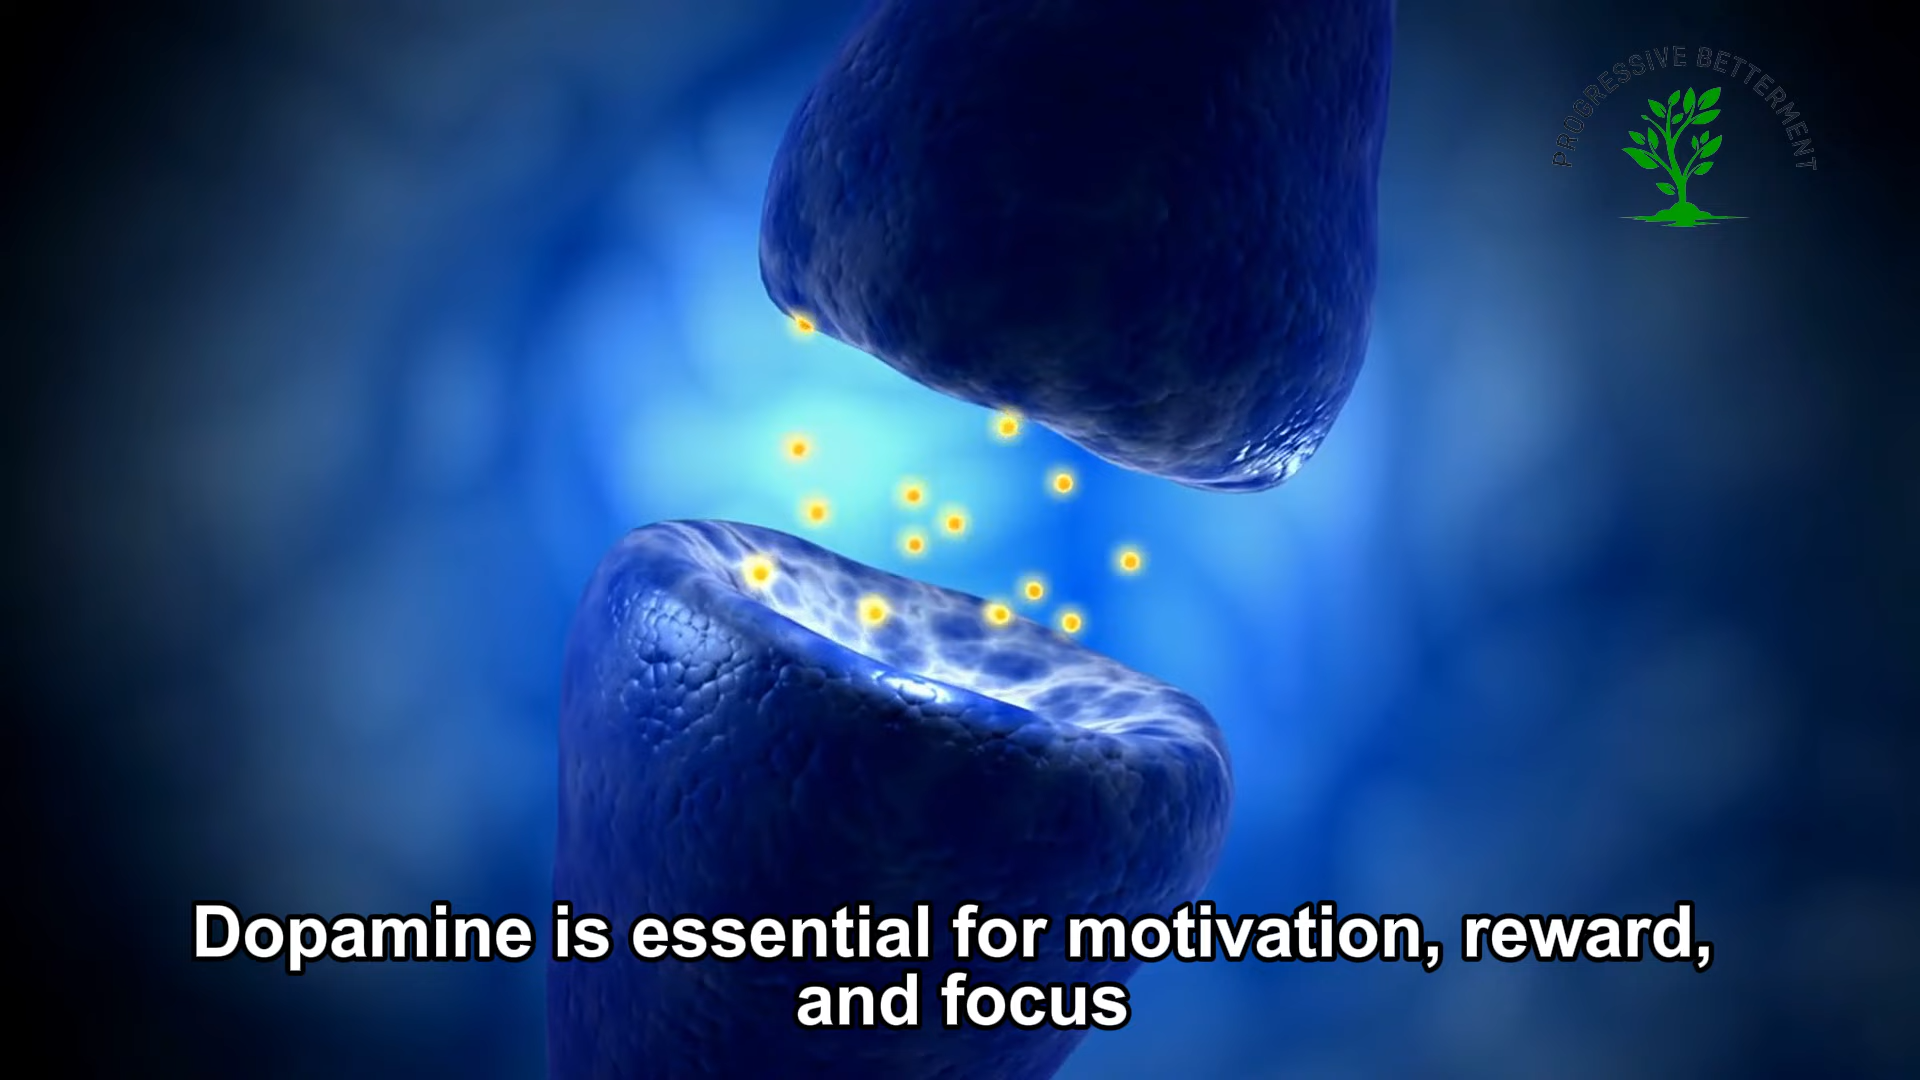 PROGRESSIVE BETTERMENT
Dopamine is essential for motivation, reward,
and focus